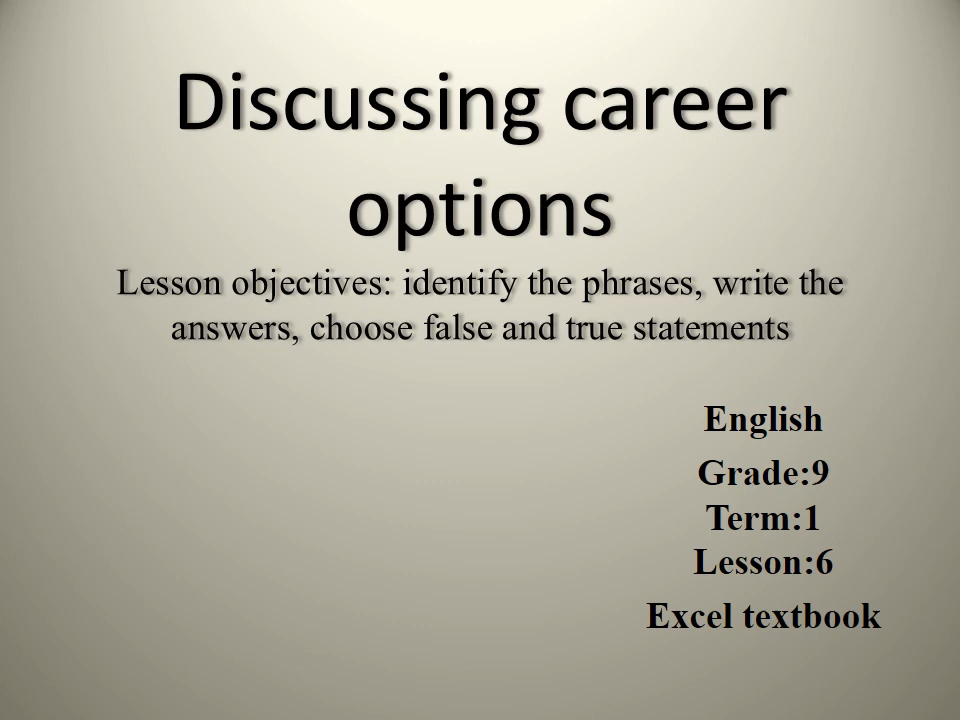 Discussing career
options
Lesson objectives: identify the phrases, write the
answers, choose false and true statements
English
Grade:9
Term:1
Lesson:6
Excel textbook